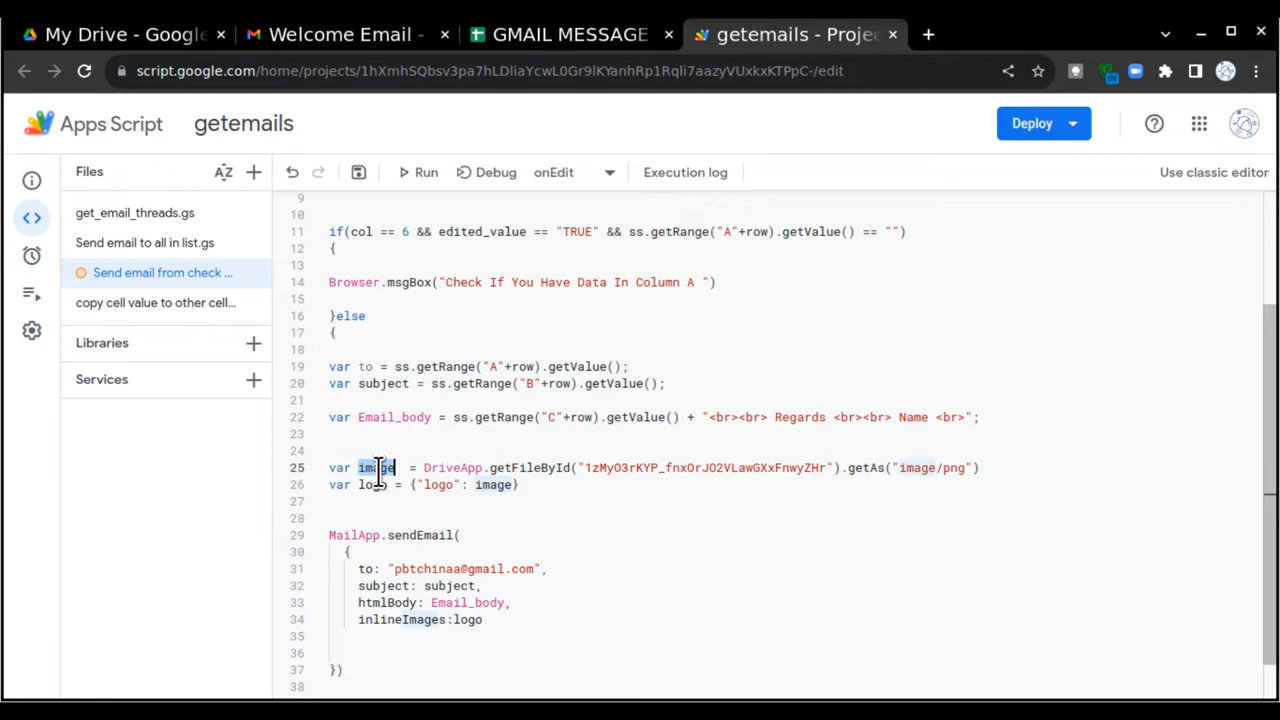 My Drive - Google
Welcome Email -
GMAIL MESSAGE
getemails - Project
script.google.com/home/projects/1hXmhSQbsv3pa7hLDliaYcwL0Gr9lKYanhRp1Rqli7aazyVUxkxKTPpC-/edit
IN
Apps Script
getemails
Deploy
Files
AZ
Run
Debug
onEdit
Execution log
Use classic editor
get_email_threads.gs
Send email to all in list.gs
Send email from check ...
copy cell value to other cell...
Libraries
Services
9
10
11 if(col == 6 && edited_value == "TRUE" && ss.getRange("A"+row).getValue() == "")
12 {
13
14 Browser.msgBox("Check If You Have Data In Column A ")
15
16 }else
17 {
18
19 var to = ss.getRange("A"+row).getValue();
20 var subject = ss.getRange("B"+row).getValue();
21
22 var Email_body = ss.getRange("C"+row).getValue() + "<br><br> Regards <br><br> Name <br>";
23
24
25 var image = DriveApp.getFileById("1zMyO3rKYP_fnxOrJO2VLawGXxFnwyZHr").getAs("image/png")
26 var logo = {"logo": image}
27
28
29 MailApp.sendEmail(
30 {
31 to: "pbtchinaa@gmail.com",
32 subject: subject,
33 htmlBody: Email_body,
34 inlineImages:logo
35
36
37 })
38